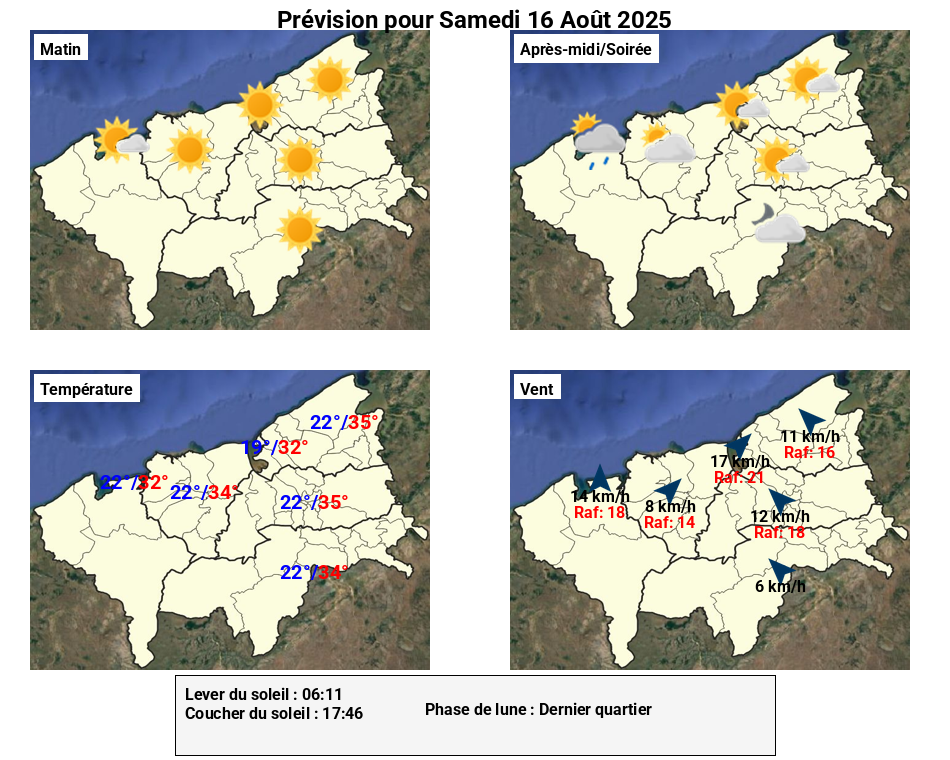 Prévision pour Samedi 16 Août 2025
Matin
Après-midi/Soirée
Température
22°/35°
19°/32°
22°/32°
22°/34°
22°/35°
22°/34°
Vent
11 km/h
Raf: 16
17 km/h
Raf: 21
14 km/h
Raf: 18
8 km/h
Raf: 14
12 km/h
Raf: 18
6 km/h
Lever du soleil : 06:11
Coucher du soleil : 17:46
Phase de lune : Dernier quartier